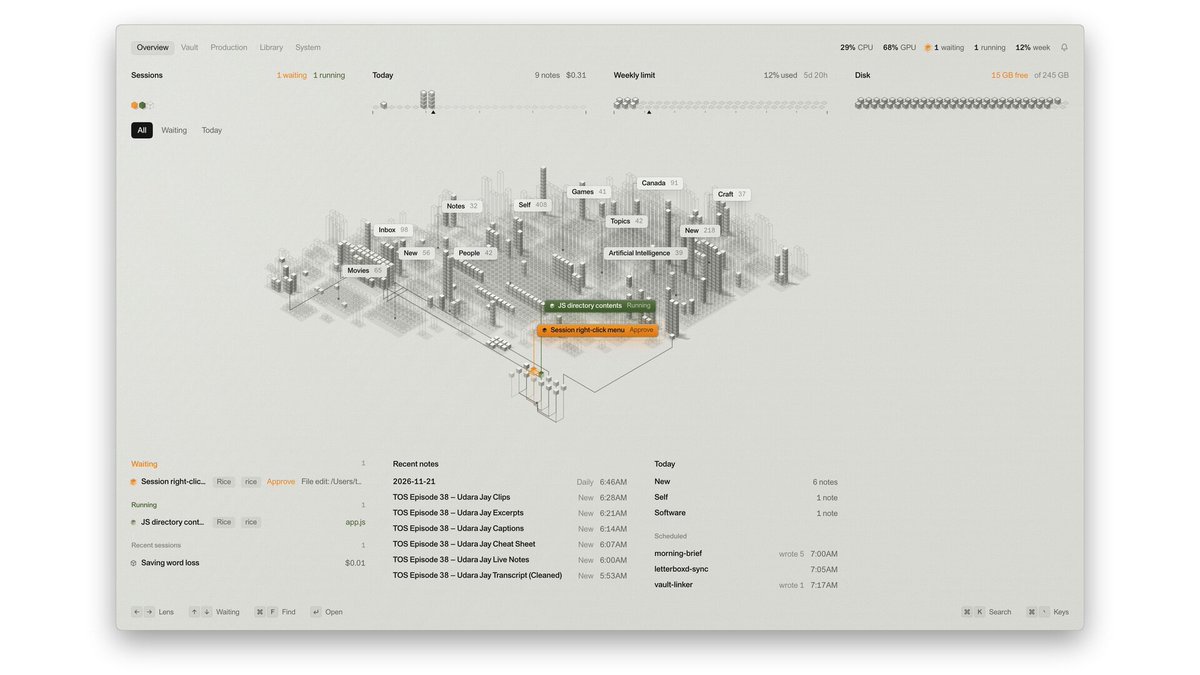 Overview Vault Production Library System 29% CPU 68% GPU 1 waiting 1 running 12% week
Sessions 1 waiting 1 running Today 9 notes $0.31 Weekly limit 12% used 5d 20h Disk 15 GB free of 245 GB
All Waiting Today
Canada 91
Games 41
Craft 37
Notes 32
Self 408
Topics 42
Inbox 98
New 218
New 56
People 42
Artificial Intelligence 39
Movies 65
JS directory contents Running
Session right-click menu Approve
Waiting 1
Session right-clic... Rice rice Approve File edit: /Users/t...
Running 1
JS directory cont... Rice rice app.js
Recent sessions 1
Saving word loss $0.01
Recent notes
2026-11-21 Daily 6:46AM
TOS Episode 38 – Udara Jay Clips New 6:28AM
TOS Episode 38 – Udara Jay Excerpts New 6:21AM
TOS Episode 38 – Udara Jay Captions New 6:14AM
TOS Episode 38 – Udara Jay Cheat Sheet New 6:07AM
TOS Episode 38 – Udara Jay Live Notes New 6:00AM
TOS Episode 38 – Udara Jay Transcript (Cleaned) New 5:53AM
Today
New 6 notes
Self 1 note
Software 1 note
Scheduled
morning-brief wrote 5 7:00AM
letterboxd-sync 7:05AM
vault-linker wrote 1 7:17AM
← → Lens ↑ ↓ Waiting ⌘ F Find ↵ Open ⌘ K Search ⌘ Keys